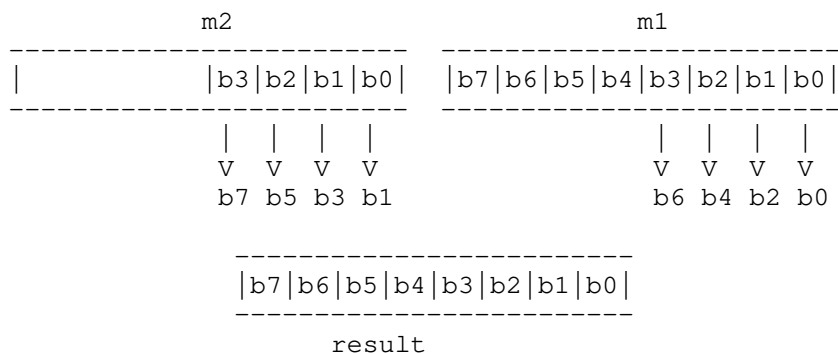 m2 m1
| |b3|b2|b1|b0| |b7|b6|b5|b4|b3|b2|b1|b0|
| | | | | | | |
V V V V V V V V
b7 b5 b3 b1 b6 b4 b2 b0
|b7|b6|b5|b4|b3|b2|b1|b0|
result